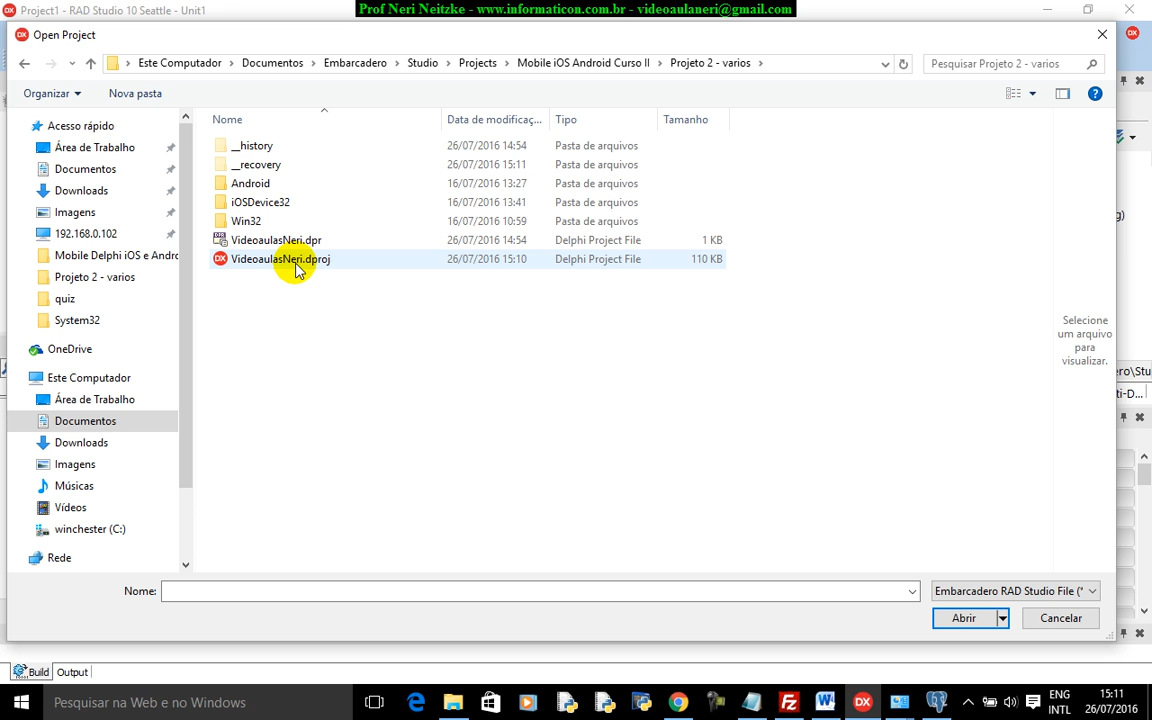 Project1 - RAD Studio 10 Seattle - Unit1
Prof Neri Neitzke - www.informaticon.com.br - videoaulaneri@gmail.com
Open Project
Este Computador > Documentos > Embarcadero > Studio > Projects > Mobile iOS Android Curso II > Projeto 2 - varios >
Pesquisar Projeto 2 - varios
Organizar
Nova pasta
Nome
Data de modificaç...
Tipo
Tamanho
__history 26/07/2016 14:54 Pasta de arquivos
__recovery 26/07/2016 15:11 Pasta de arquivos
Android 16/07/2016 13:27 Pasta de arquivos
iOSDevice32 16/07/2016 13:41 Pasta de arquivos
Win32 16/07/2016 10:59 Pasta de arquivos
VideoaulasNeri.dpr 26/07/2016 14:54 Delphi Project File 1 KB
VideoaulasNeri.dproj 26/07/2016 15:10 Delphi Project File 110 KB
Acesso rápido
Área de Trabalho
Documentos
Downloads
Imagens
192.168.0.102
Mobile Delphi iOS e Andrc
Projeto 2 - varios
quiz
System32
OneDrive
Este Computador
Área de Trabalho
Documentos
Downloads
Imagens
Músicas
Vídeos
winchester (C:)
Rede
Selecione
um arquivo
para
visualizar.
g)
ero\Stu
ti-D...
Nome:
Embarcadero RAD Studio File (*
Abrir
Cancelar
Build
Output
Pesquisar na Web e no Windows
ENG
INTL
15:11
26/07/2016